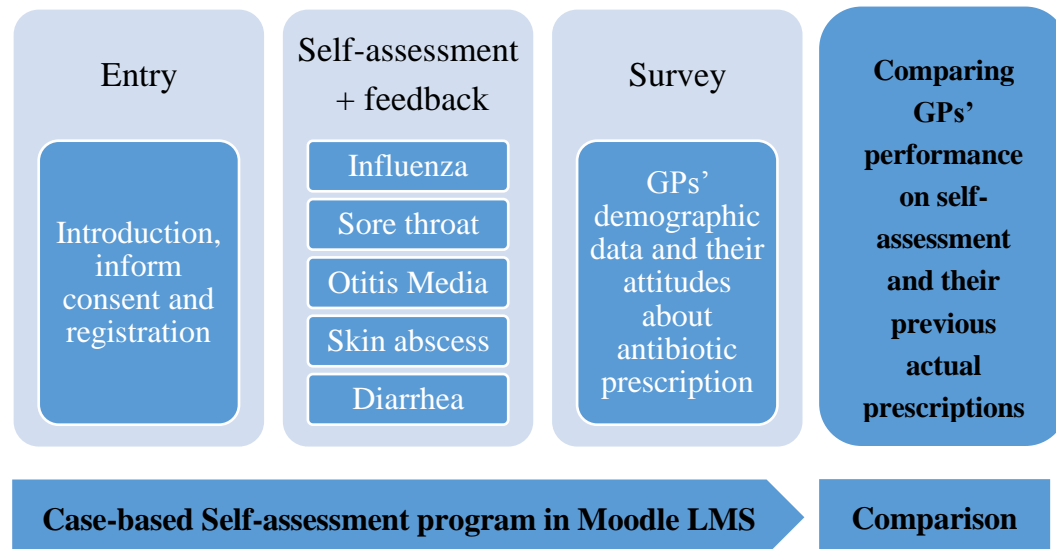 Entry
Introduction,
inform
consent and
registration
Self-assessment
+ feedback
Influenza
Sore throat
Otitis Media
Skin abscess
Diarrhea
Survey
GPs’
demographic
data and their
attitudes
about
antibiotic
prescription
Comparing
GPs’
performance
on self-
assessment
and their
previous
actual
prescriptions
Case-based Self-assessment program in Moodle LMS
Comparison